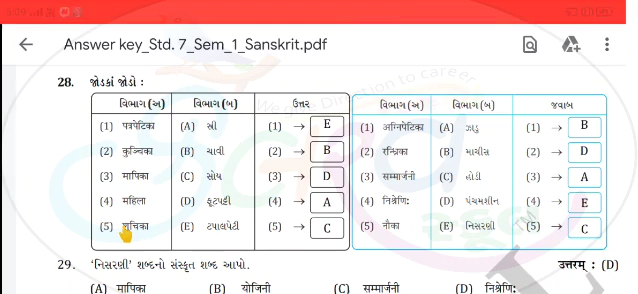 Answer key_Std. 7_Sem_1_Sanskrit.pdf
28. જોડકાં જોડો :
વિભાગ (અ) વિભાગ (બ) ઉત્તર વિભાગ (અ) વિભાગ (બ) જવાબ
(1) पत्रपेटिका (A) સ્ત્રી (1) → E (1) अग्निपेटिका (A) ઝાડુ (1) → B
(2) कुञ्चिका (B) ચાવી (2) → B (2) रन्ध्रिका (B) માચીસ (2) → D
(3) मापिका (C) સોય (3) → D (3) सम्मार्जनी (C) હોડી (3) → A
(4) महिला (D) ફૂટપટ્ટી (4) → A (4) निश्रेणिः (D) પંચમશીન (4) → E
(5) (E) ટપાલપેટી (5) → C (5) नौका (E) નિસરણી (5) → C
29. 'નિસરણી' શબ્દનો સંસ્કૃત શબ્દ આપો. उत्तरम् : (D)
(A) मापिका (B) योजिनी (C) सम्मार्जनी (D) निश्रेणिः